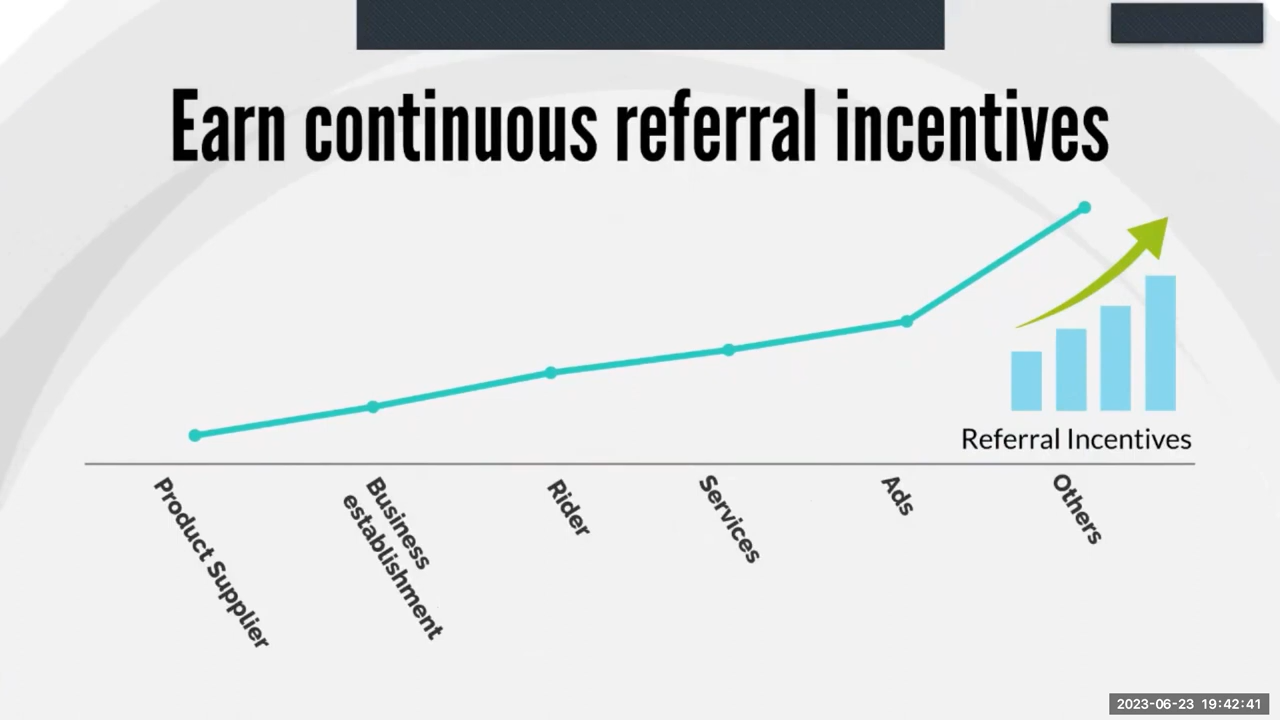 Earn continuous referral incentives
Referral Incentives
Product Supplier
Business
establishment
Rider
Services
Ads
Others
2023-06-23 19:42:41